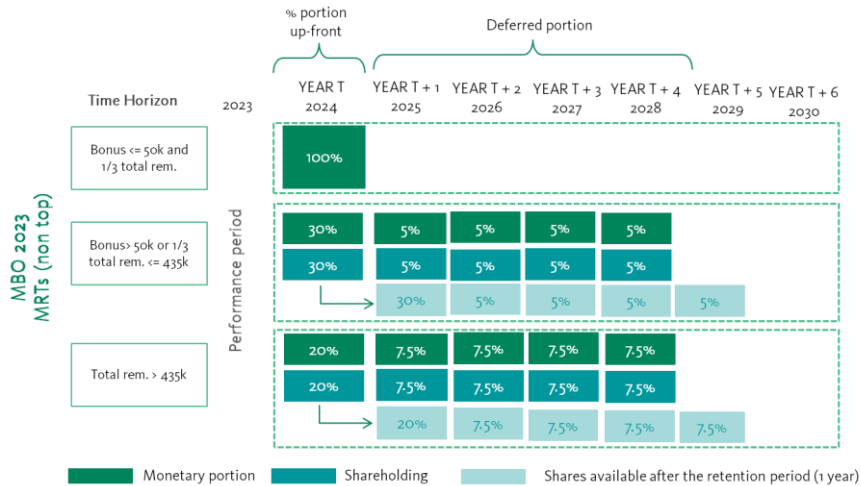 % portion
up-front
Deferred portion
Time Horizon
2023
YEAR T
2024
YEAR T + 1
2025
YEAR T + 2
2026
YEAR T + 3
2027
YEAR T + 4
2028
YEAR T + 5
2029
YEAR T + 6
2030
MBO 2023
MRTs (non top)
Performance period
Bonus <= 50k and
1/3 total rem.
100%
Bonus> 50k or 1/3
total rem. <= 435k
30% 5% 5% 5% 5%
30% 5% 5% 5% 5%
30% 5% 5% 5% 5%
Total rem. > 435k
20% 7.5% 7.5% 7.5% 7.5%
20% 7.5% 7.5% 7.5% 7.5%
20% 7.5% 7.5% 7.5% 7.5%
Monetary portion
Shareholding
Shares available after the retention period (1 year)